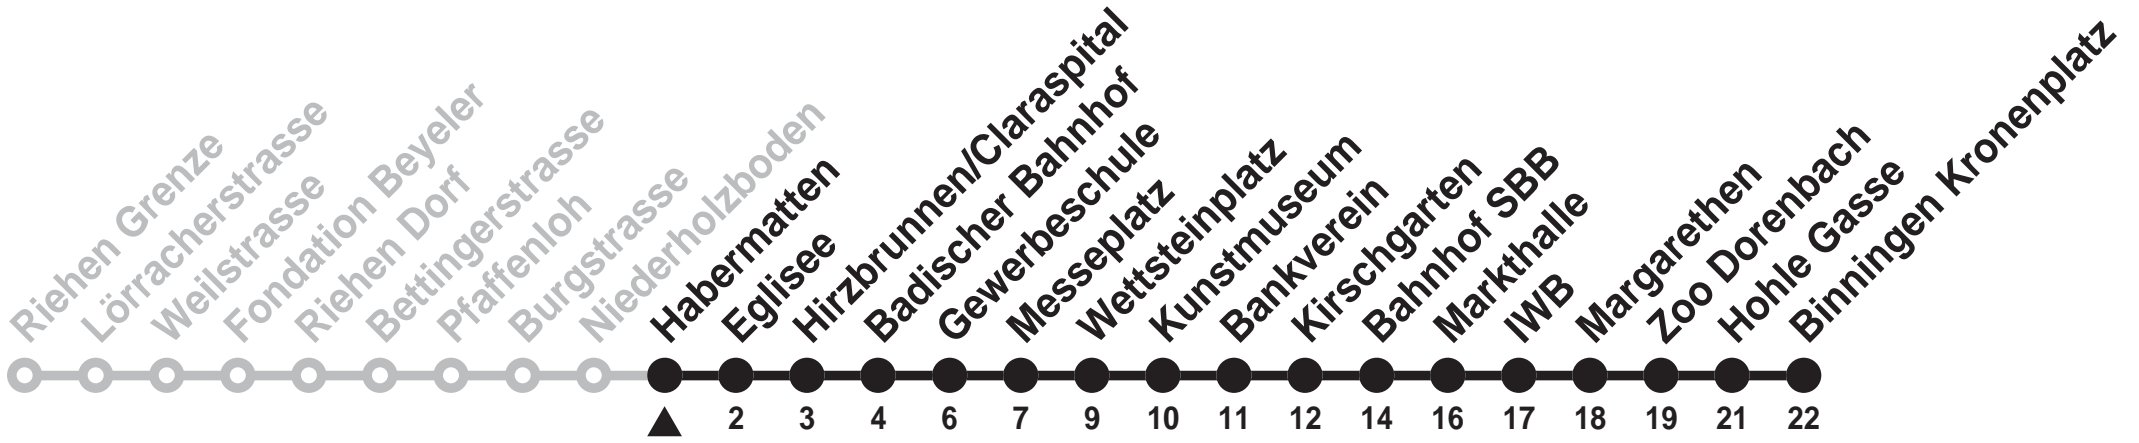 Riehen Grenze
Lörracherstrasse
Weilstrasse
Fondation Beyeler
Riehen Dorf
Bettingerstrasse
Pfaffenloh
Burgstrasse
Niederholzboden
Habermatten
Eglisee
Hirzbrunnen/Claraspital
Badischer Bahnhof
Gewerbeschule
Messeplatz
Wettsteinplatz
Kunstmuseum
Bankverein
Kirschgarten
Bahnhof SBB
Markthalle
IWB
Margarethen
Zoo Dorenbach
Hohle Gasse
Binningen Kronenplatz
2 3 4 6 7 9 10 11 12 14 16 17 18 19 21 22